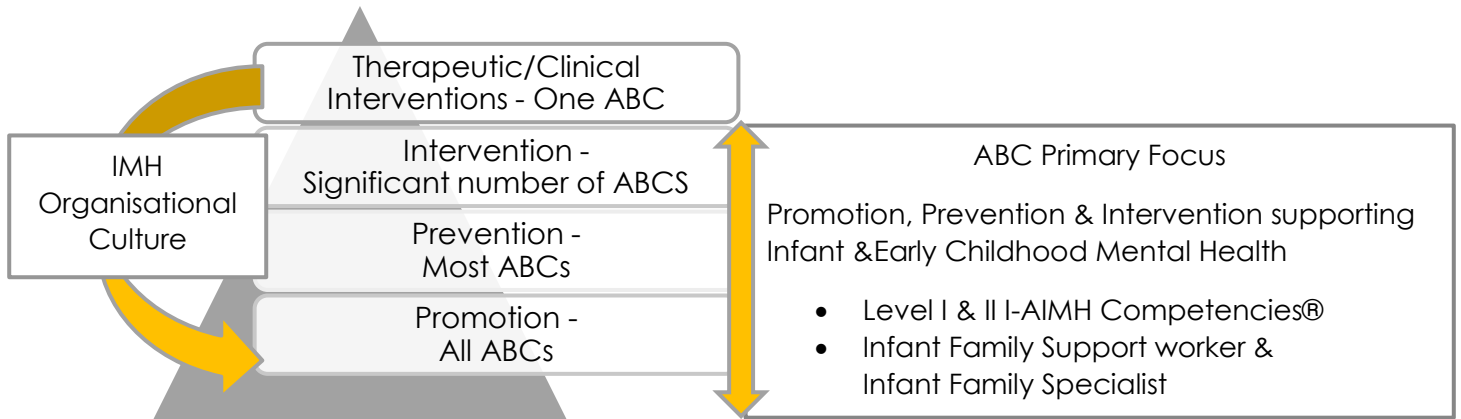 Therapeutic/Clinical
Interventions - One ABC
IMH
Organisational
Culture
Intervention -
Significant number of ABCS
Prevention -
Most ABCs
Promotion -
All ABCs
ABC Primary Focus
Promotion, Prevention & Intervention supporting
Infant &Early Childhood Mental Health
• Level I & II I-AIMH Competencies®
• Infant Family Support worker &
Infant Family Specialist